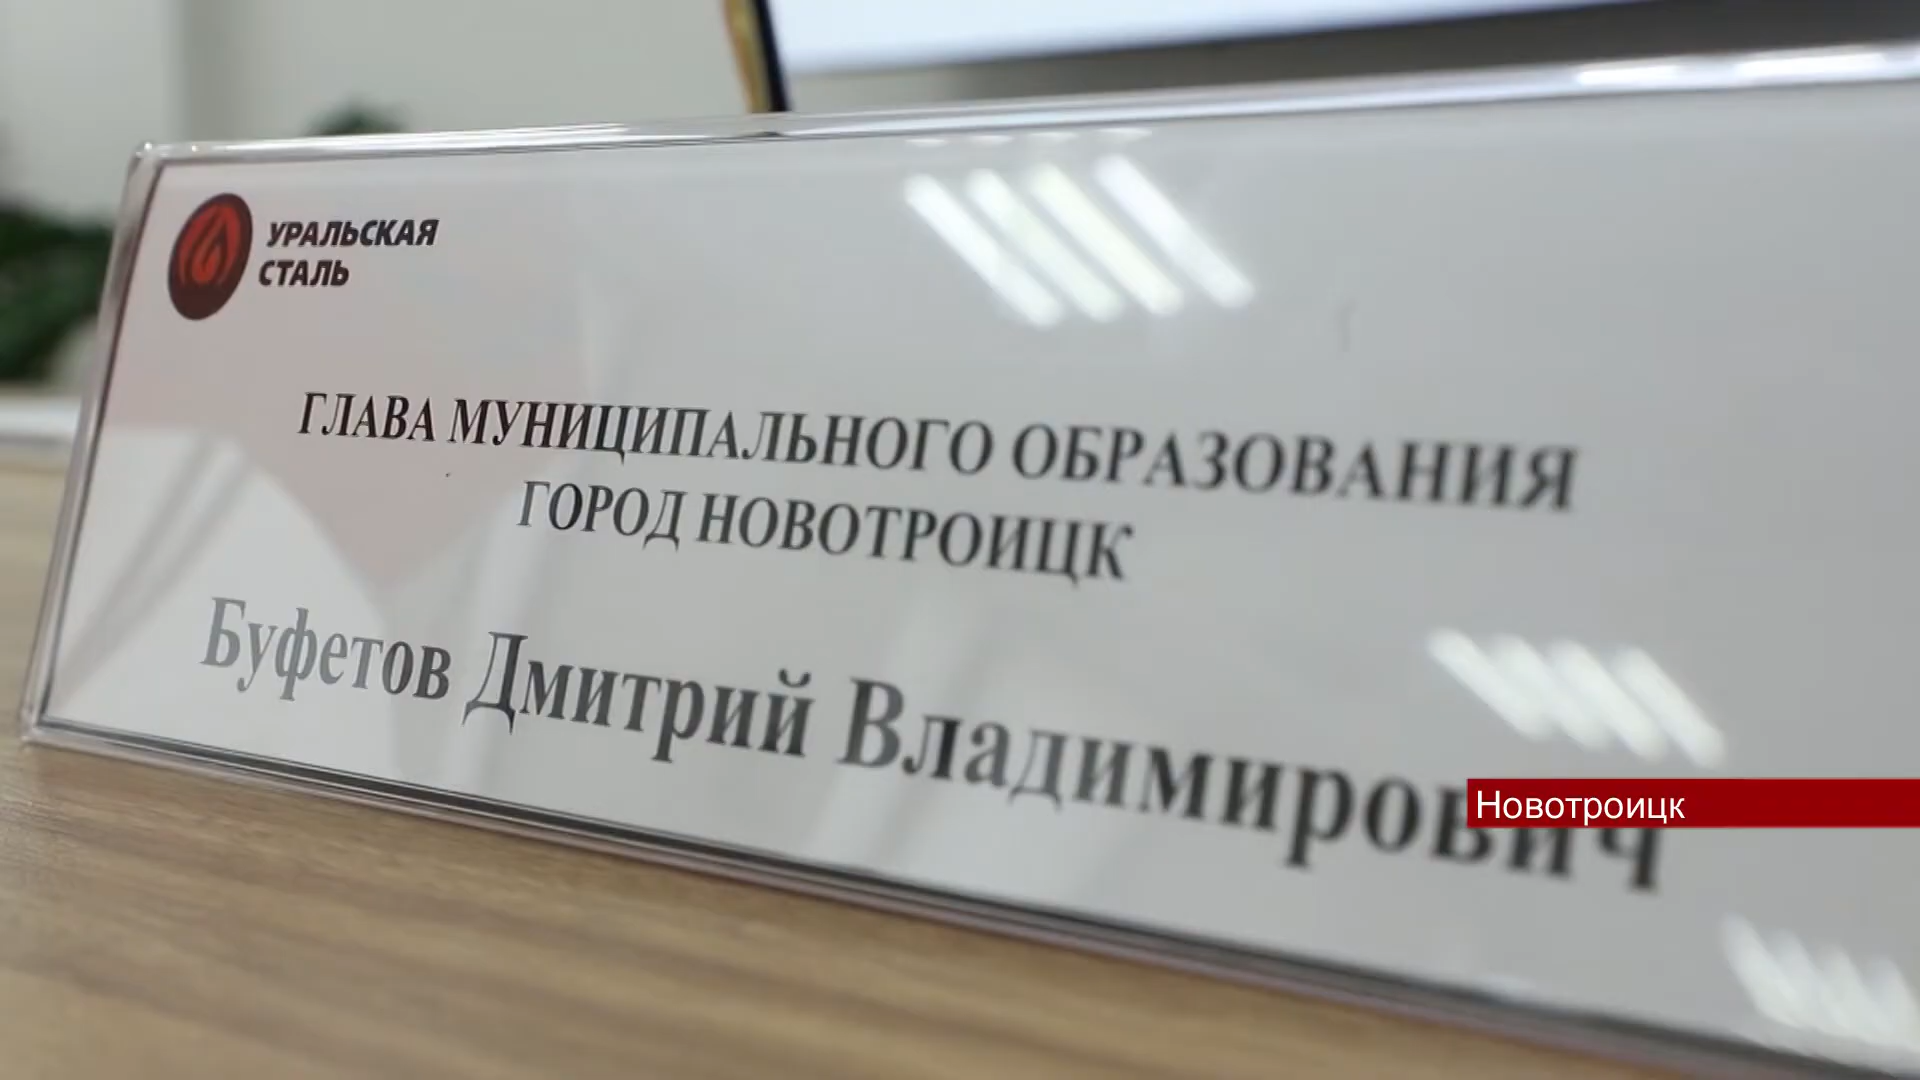 УРАЛЬСКАЯ
СТАЛЬ
ГЛАВА МУНИЦИПАЛЬНОГО ОБРАЗОВАНИЯ
ГОРОД НОВОТРОИЦК
Буфетов Дмитрий Владимирович
Новотроицк